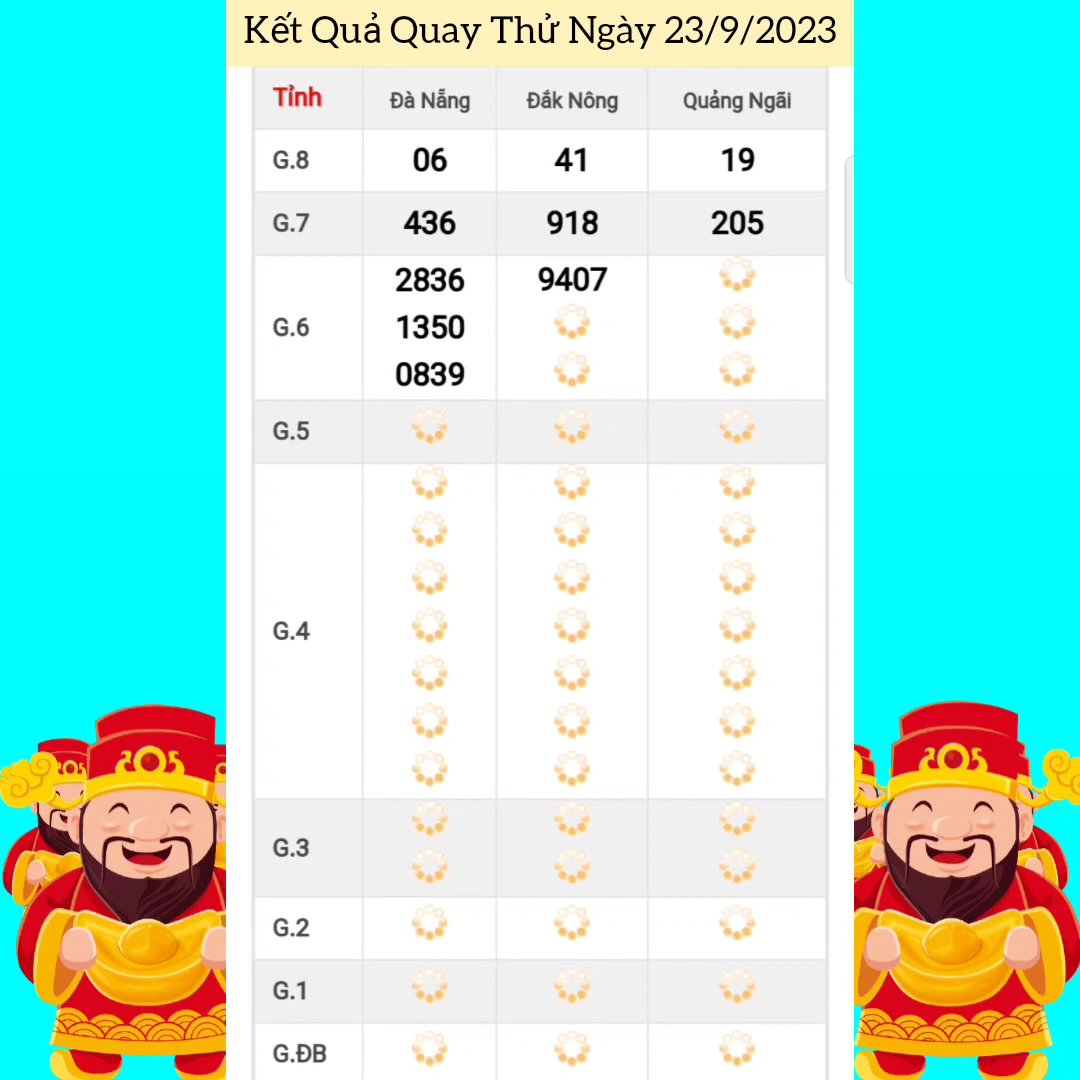 Kết Quả Quay Thử Ngày 23/9/2023
Tỉnh Đà Nẵng Đắk Nông Quảng Ngãi
G.8 06 41 19
G.7 436 918 205
G.6 2836 9407
1350
0839
G.5
G.4
G.3
G.2
G.1
G.ĐB